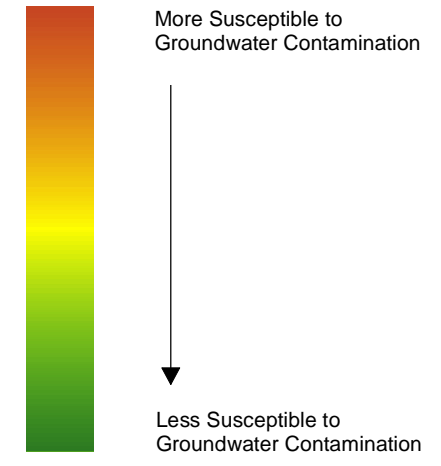 More Susceptible to
Groundwater Contamination
Less Susceptible to
Groundwater Contamination